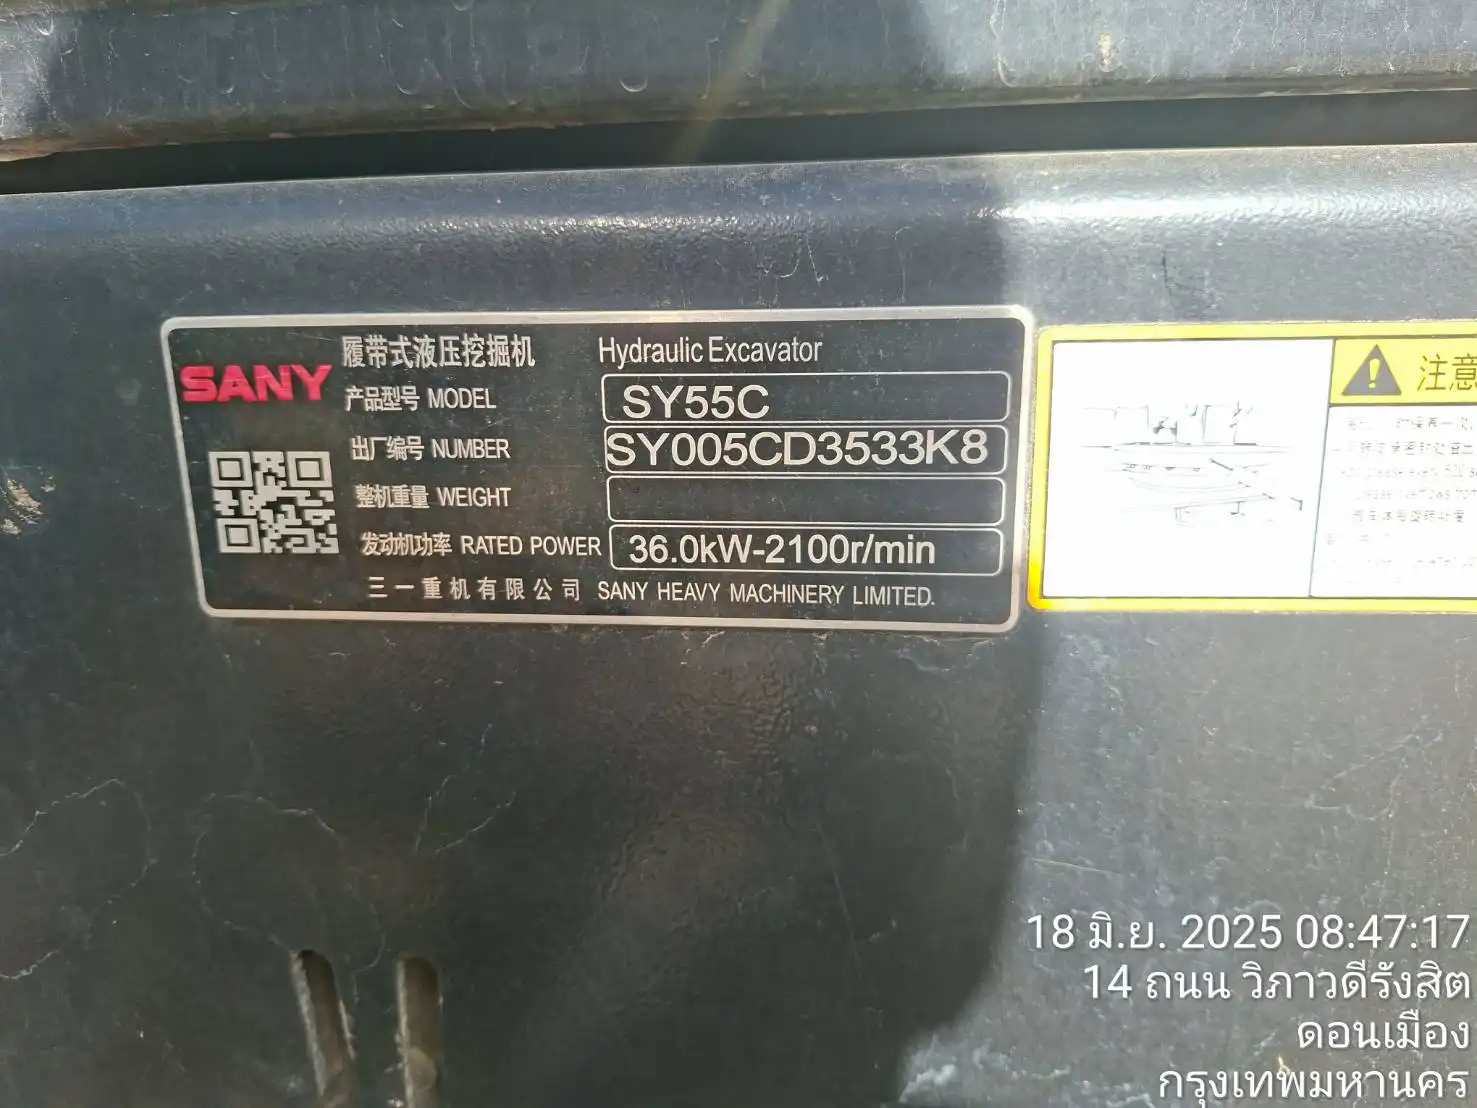 履带式液压挖掘机 Hydraulic Excavator
SANY
产品型号 MODEL SY55C
出厂编号 NUMBER SY005CD3533K8
整机重量 WEIGHT
发动机功率 RATED POWER 36.0kW-2100r/min
三一重机有限公司 SANY HEAVY MACHINERY LIMITED.
注意
18 มิ.ย. 2025 08:47:17
14 ถนน วิภาวดีรังสิต
ดอนเมือง
กรุงเทพมหานคร